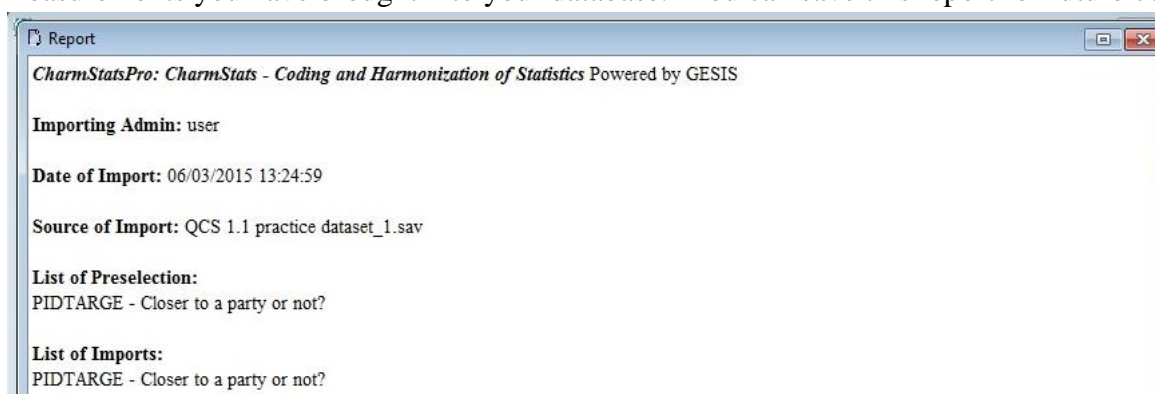 Report
CharmStatsPro: CharmStats - Coding and Harmonization of Statistics Powered by GESIS
Importing Admin: user
Date of Import: 06/03/2015 13:24:59
Source of Import: QCS 1.1 practice dataset_1.sav
List of Preselection:
PIDTARGE - Closer to a party or not?
List of Imports:
PIDTARGE - Closer to a party or not?